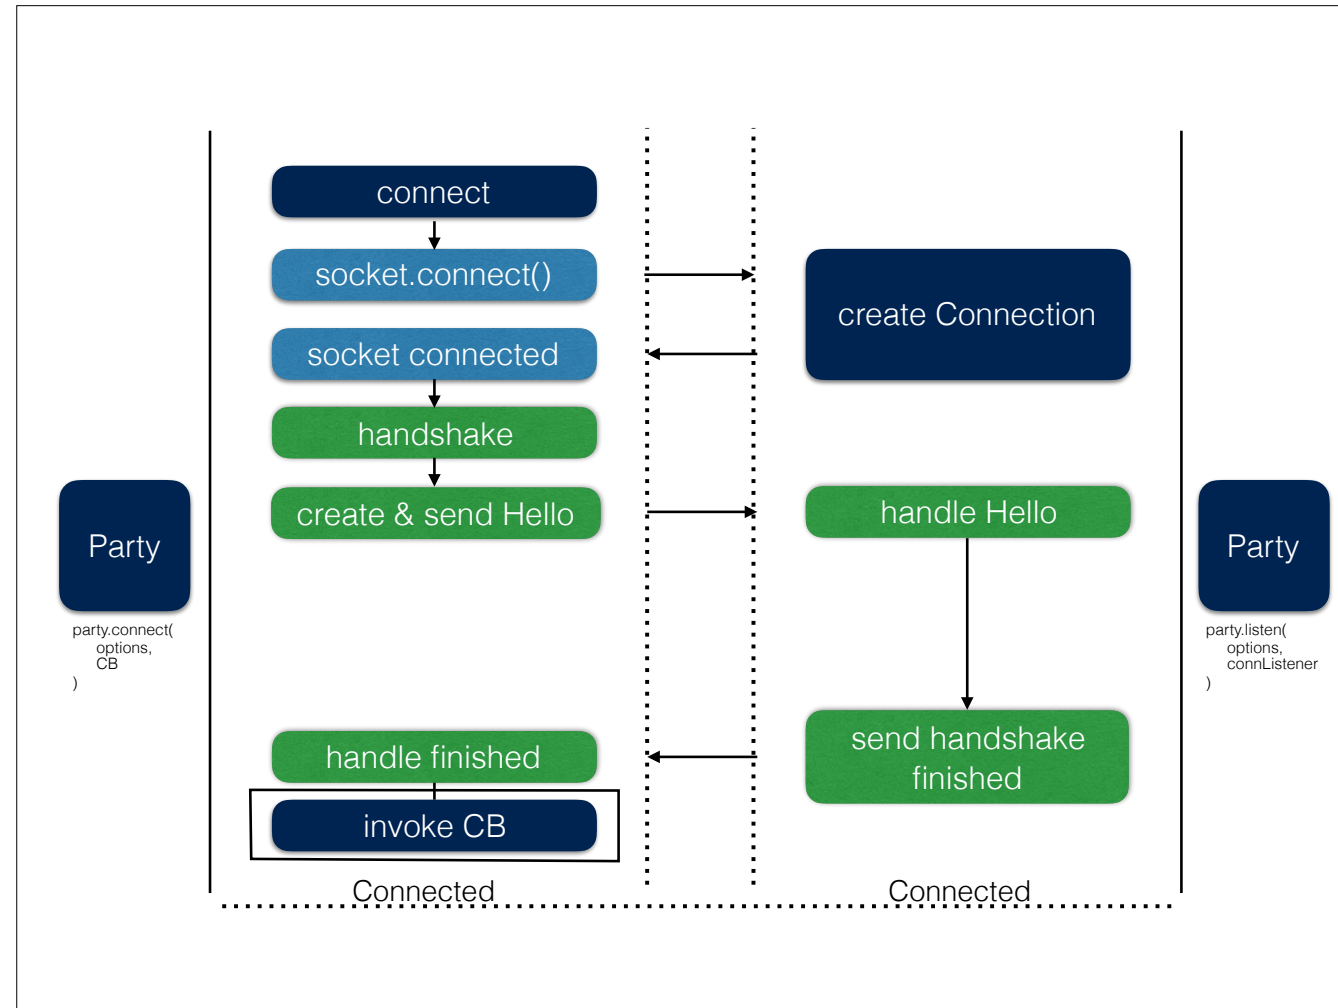 connect
socket.connect()
create Connection
socket connected
handshake
create & send Hello
handle Hello
Party
party.connect(
options,
CB
)
Party
party.listen(
options,
connListener
)
send handshake
finished
handle finished
invoke CB
Connected
Connected